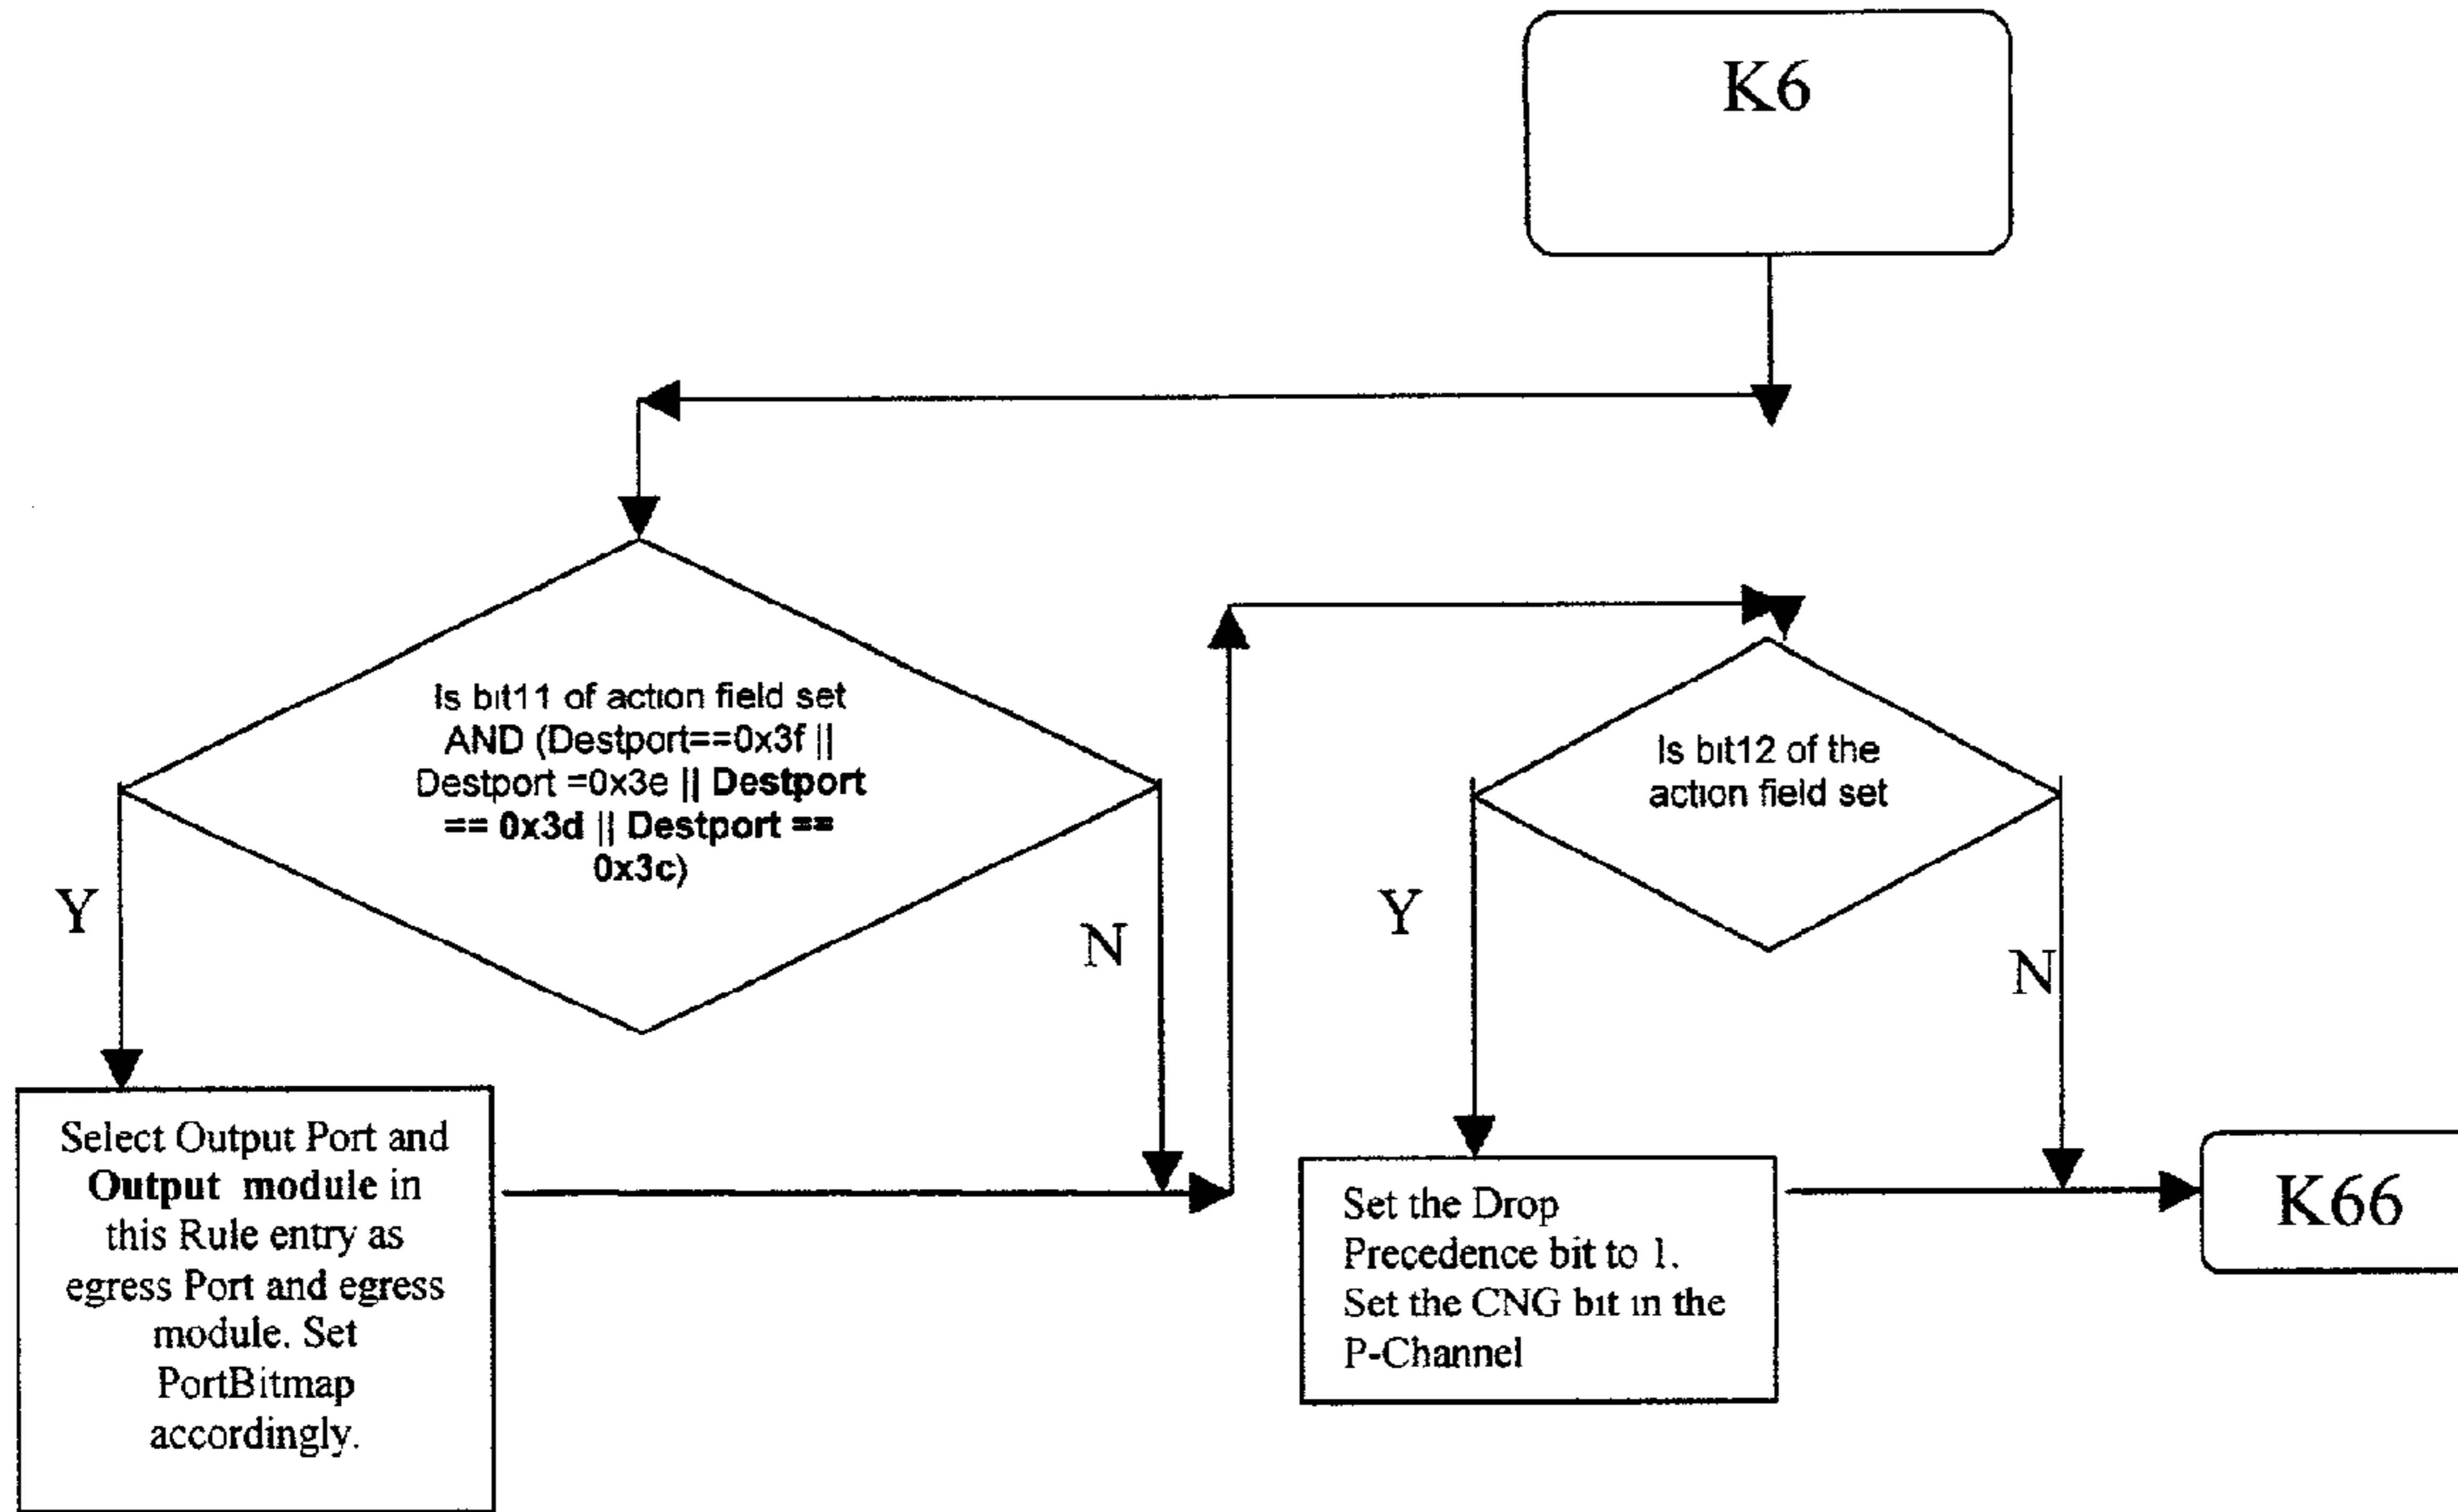 K6
Is bit11 of action field set
AND (Destport==0x3f ||
Destport =0x3e || Destport
== 0x3d || Destport ==
0x3c)
Y
N
Is bit12 of the
action field set
Y
N
Select Output Port and
Output module in
this Rule entry as
egress Port and egress
module. Set
PortBitmap
accordingly.
Set the Drop
Precedence bit to 1.
Set the CNG bit in the
P-Channel
K66